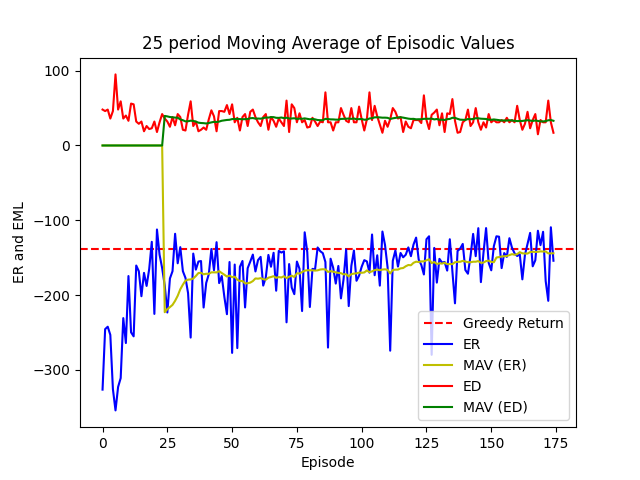 25 period Moving Average of Episodic Values
ER and EML
100
0
−100
−200
−300
0 25 50 75 100 125 150 175
Episode
Greedy Return
ER
MAV (ER)
ED
MAV (ED)